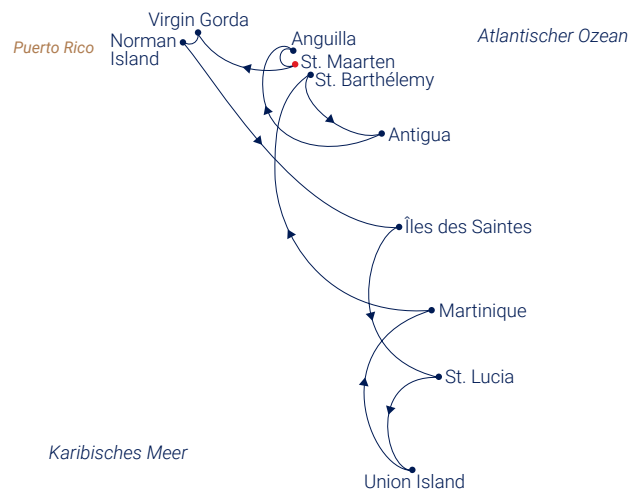 Virgin Gorda
Atlantischer Ozean
Puerto Rico
Norman
Island
Anguilla
St. Maarten
St. Barthélemy
Antigua
Îles des Saintes
Martinique
St. Lucia
Karibisches Meer
Union Island